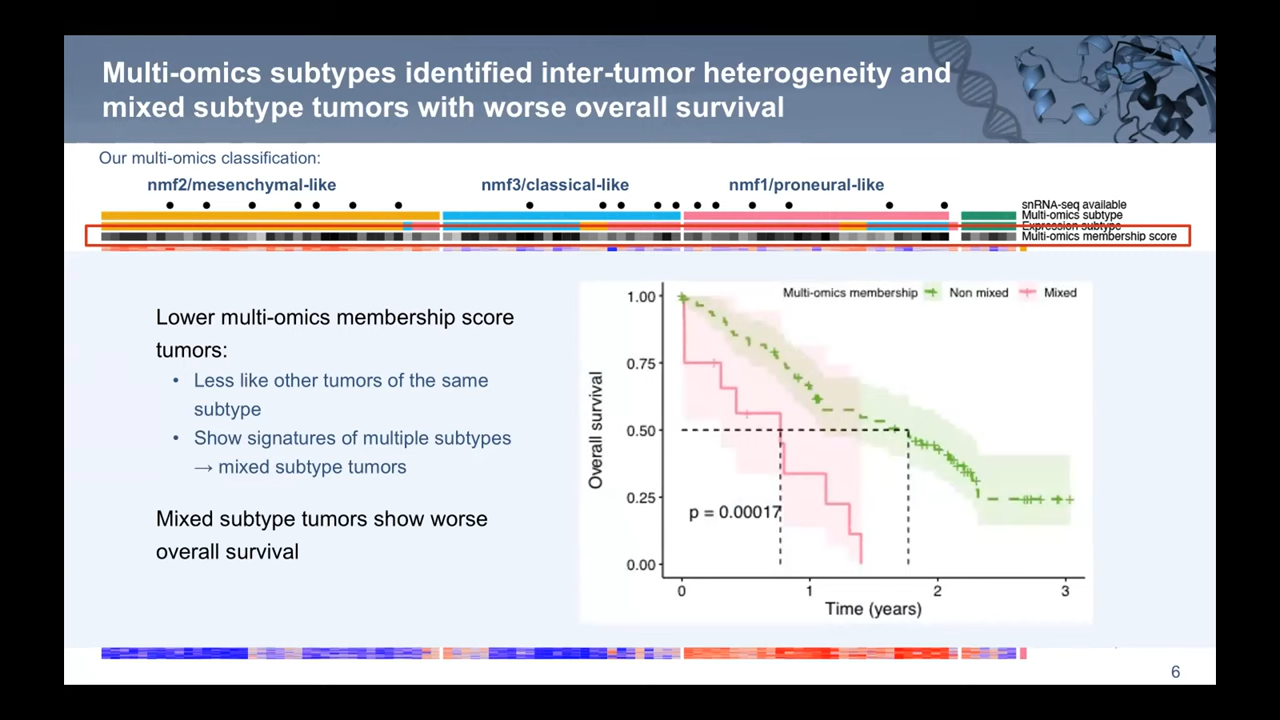 Multi-omics subtypes identified inter-tumor heterogeneity and
mixed subtype tumors with worse overall survival
Our multi-omics classification:
nmf2/mesenchymal-like
nmf3/classical-like
nmf1/proneural-like
snRNA-seq available
Multi-omics subtype
Expression subtype
Multi-omics membership score
Lower multi-omics membership score
tumors:
• Less like other tumors of the same
subtype
• Show signatures of multiple subtypes
→ mixed subtype tumors
Mixed subtype tumors show worse
overall survival
Multi-omics membership Non mixed Mixed
1.00
0.75
0.50
0.25
0.00
Overall survival
p = 0.00017
0 1 2 3
Time (years)
6